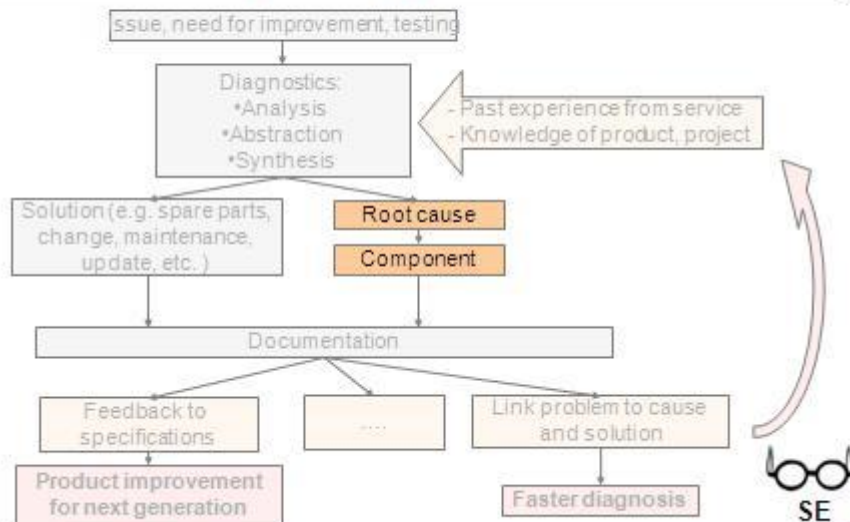 ssue, need for improvement, testing
Diagnostics:
•Analysis
•Abstraction
•Synthesis
- Past experience from service
- Knowledge of product, project
Solution (e.g. spare parts,
change, maintenance,
update, etc. )
Root cause
Component
Documentation
Feedback to
specifications
....
Link problem to cause
and solution
Product improvement
for next generation
Faster diagnosis
SE